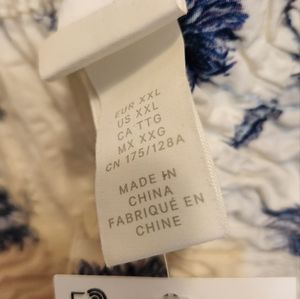 EUR XXL
US XXL
CA TTG
MX XXG
CN 175/128A
MADE IN
CHINA
FABRIQUÉ EN
CHINE